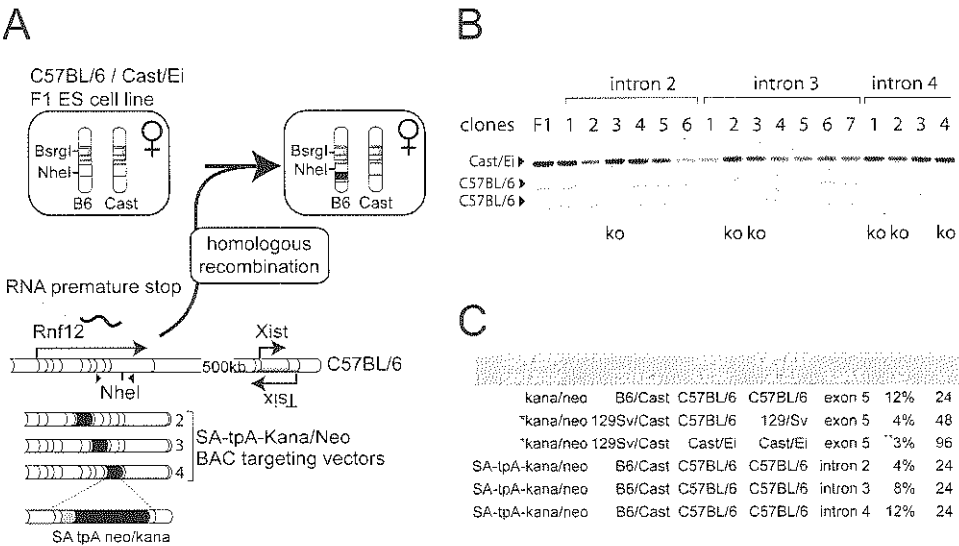 A
C57BL/6 / Cast/Ei
F1 ES cell line
BsrgI
NheI
B6 Cast
BsrgI
NheI
B6 Cast
homologous
recombination
RNA premature stop
Rnf12
Xist
500kb
C57BL/6
Tsix
NheI
2
3
4
SA-tpA-Kana/Neo
BAC targeting vectors
SA tpA neo/kana
B
intron 2 intron 3 intron 4
clones F1 1 2 3 4 5 6 1 2 3 4 5 6 7 1 2 3 4
Cast/Ei
C57BL/6
C57BL/6
ko ko ko ko ko ko
C
kana/neo B6/Cast C57BL/6 C57BL/6 exon 5 12% 24
*kana/neo 129Sv/Cast C57BL/6 129/Sv exon 5 4% 48
*kana/neo 129Sv/Cast Cast/Ei Cast/Ei exon 5 **3% 96
SA-tpA-kana/neo B6/Cast C57BL/6 C57BL/6 intron 2 4% 24
SA-tpA-kana/neo B6/Cast C57BL/6 C57BL/6 intron 3 8% 24
SA-tpA-kana/neo B6/Cast C57BL/6 C57BL/6 intron 4 12% 24